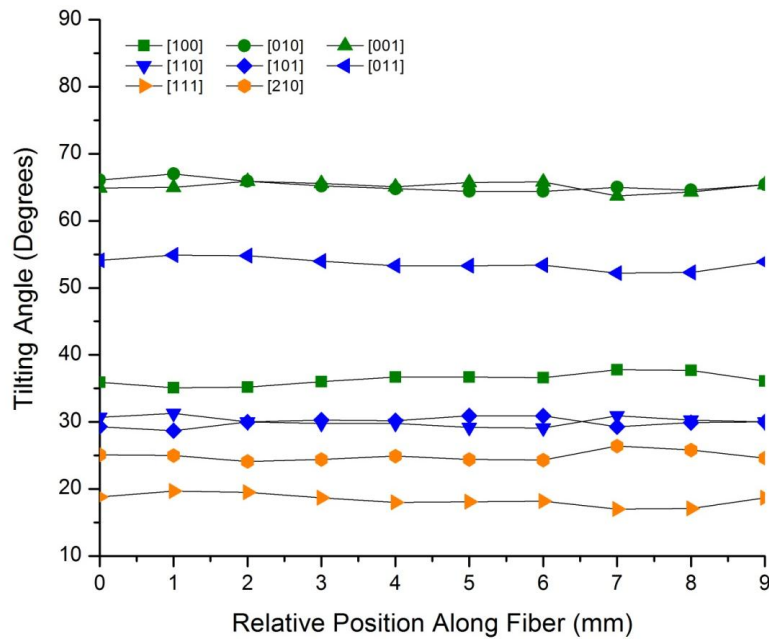 90
80
70
60
50
40
30
20
10
Tilting Angle (Degrees)
[100] [010] [001]
[110] [101] [011]
[111] [210]
0 1 2 3 4 5 6 7 8 9
Relative Position Along Fiber (mm)